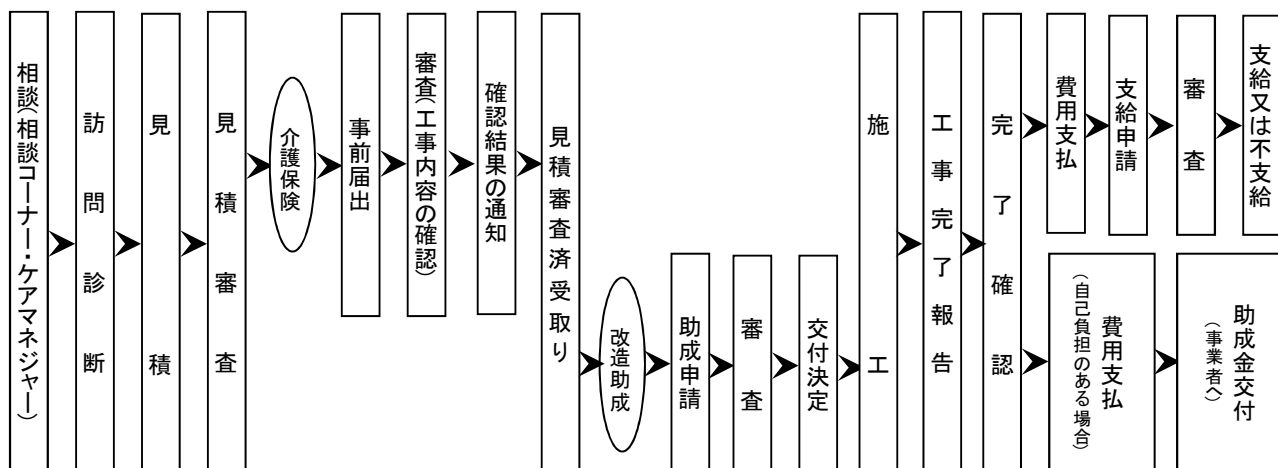 相談(相談コーナー・ケアマネジャー)
訪問診断
見積
見積審査
介護保険
事前届出
審査(工事内容の確認)
確認結果の通知
見積審査済受取り
改造助成
助成申請
審査
交付決定
施工
工事完了報告
完了確認
費用支払
支給申請
審査
支給又は不支給
費用支払
(自己負担のある場合)
助成金交付
(事業者へ)